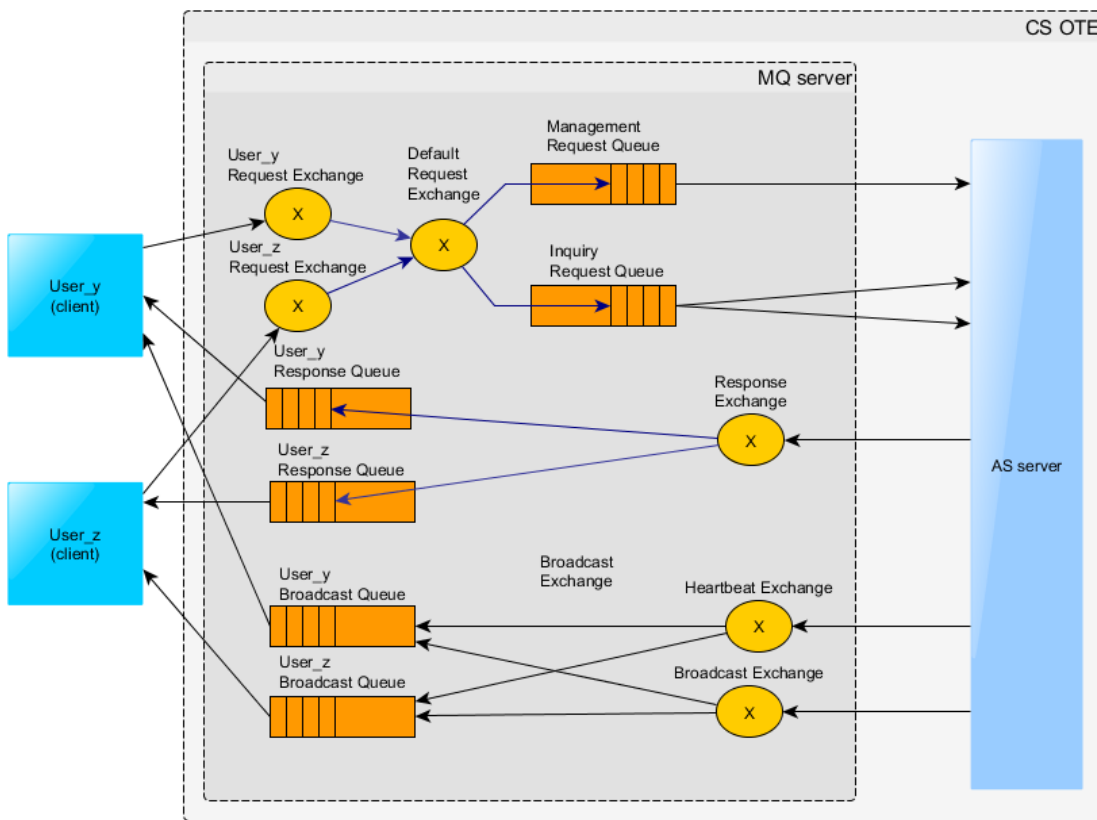 CS OTE
MQ server
Management
Request Queue
User_y
Request Exchange
Default
Request
Exchange
X
X
User_z
Request Exchange
Inquiry
Request Queue
User_y
(client)
X
User_y
Response Queue
Response
Exchange
X
User_z
Response Queue
AS server
User_z
(client)
Broadcast
Exchange
User_y
Broadcast Queue
Heartbeat Exchange
X
User_z
Broadcast Queue
Broadcast Exchange
X